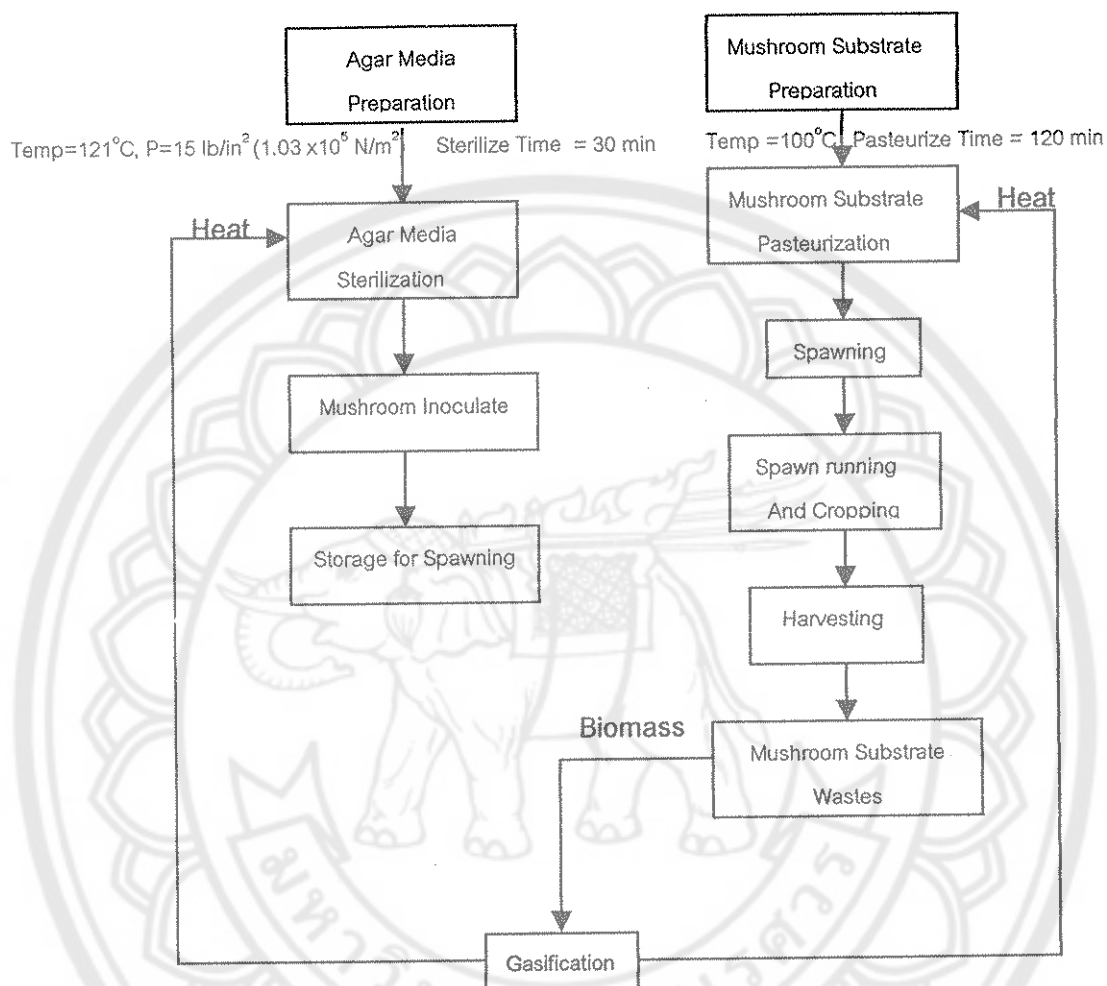 Agar Media
Preparation
Mushroom Substrate
Preparation
Temp=121°C, P=15 lb/in² (1.03 x10⁵ N/m²)
Sterilize Time = 30 min
Temp =100°C
Pasteurize Time = 120 min
Heat
Agar Media
Sterilization
Mushroom Substrate
Pasteurization
Heat
Spawning
Mushroom Inoculate
Spawn running
And Cropping
Storage for Spawning
Harvesting
Biomass
Mushroom Substrate
Wastes
Gasification